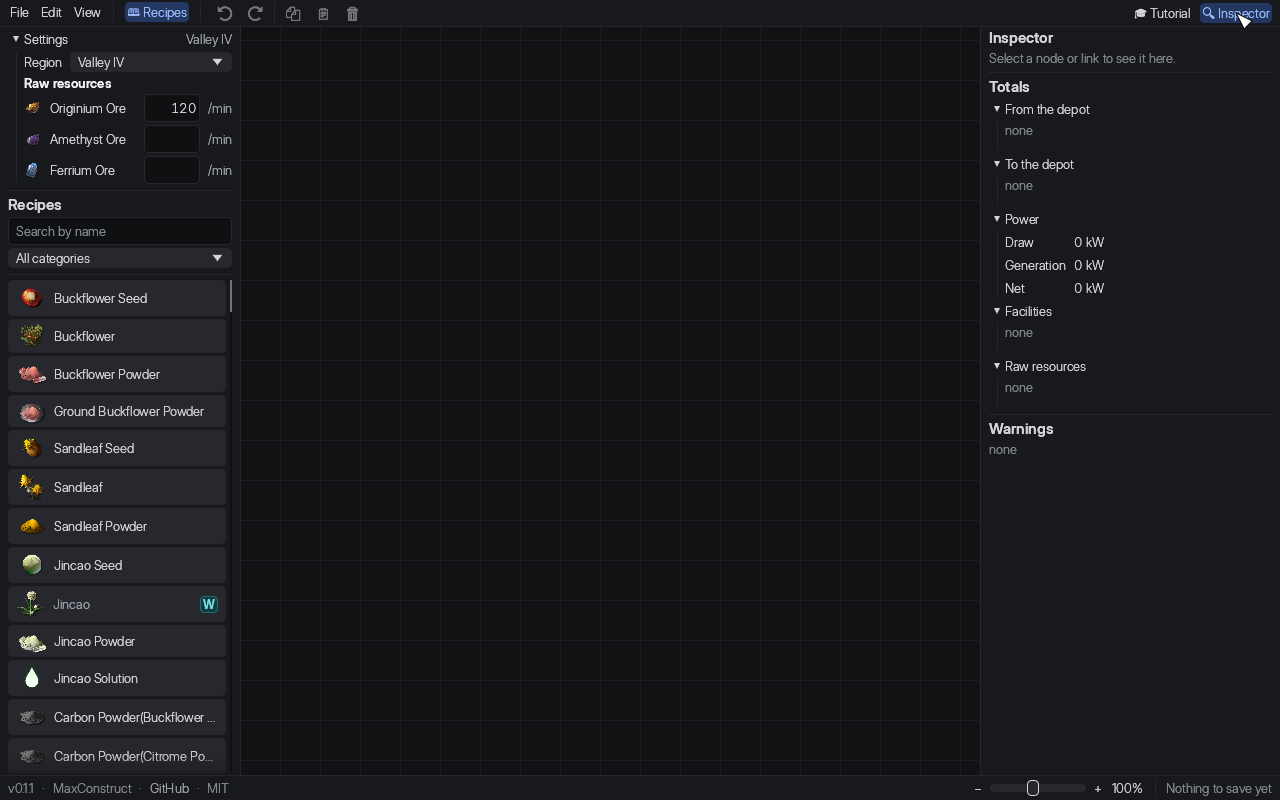 File Edit View Recipes Tutorial Inspector
Settings Valley IV
Region Valley IV
Raw resources
Originium Ore 120 /min
Amethyst Ore /min
Ferrium Ore /min
Recipes
Search by name
All categories
Buckflower Seed
Buckflower
Buckflower Powder
Ground Buckflower Powder
Sandleaf Seed
Sandleaf
Sandleaf Powder
Jincao Seed
Jincao W
Jincao Powder
Jincao Solution
Carbon Powder(Buckflower ...
Carbon Powder(Citrome Po...
Inspector
Select a node or link to see it here.
Totals
From the depot
none
To the depot
none
Power
Draw 0 kW
Generation 0 kW
Net 0 kW
Facilities
none
Raw resources
none
Warnings
none
v0.1.1 · MaxConstruct · GitHub · MIT
− + 100% Nothing to save yet